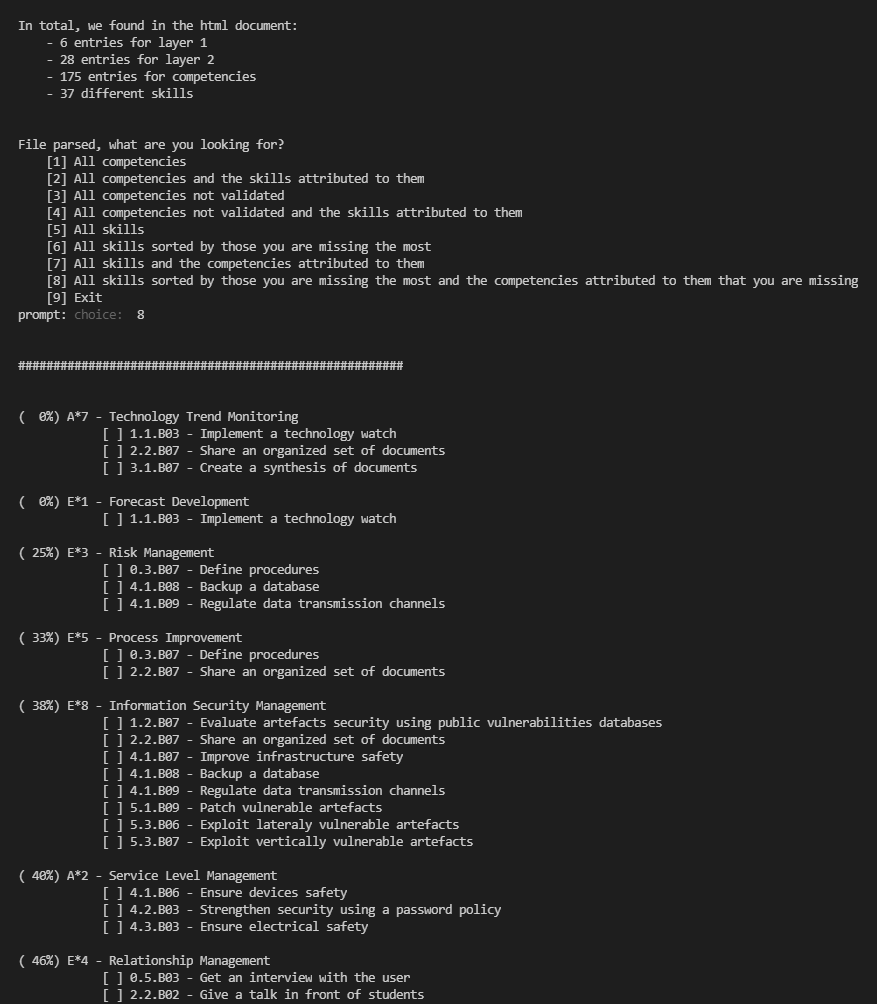 In total, we found in the html document:
- 6 entries for layer 1
- 28 entries for layer 2
- 175 entries for competencies
- 37 different skills
File parsed, what are you looking for?
[1] All competencies
[2] All competencies and the skills attributed to them
[3] All competencies not validated
[4] All competencies not validated and the skills attributed to them
[5] All skills
[6] All skills sorted by those you are missing the most
[7] All skills and the competencies attributed to them
[8] All skills sorted by those you are missing the most and the competencies attributed to them that you are missing
[9] Exit
prompt: choice:  8
#######################################################
(  0%) A*7 - Technology Trend Monitoring
[ ] 1.1.B03 - Implement a technology watch
[ ] 2.2.B07 - Share an organized set of documents
[ ] 3.1.B07 - Create a synthesis of documents
(  0%) E*1 - Forecast Development
[ ] 1.1.B03 - Implement a technology watch
( 25%) E*3 - Risk Management
[ ] 0.3.B07 - Define procedures
[ ] 4.1.B08 - Backup a database
[ ] 4.1.B09 - Regulate data transmission channels
( 33%) E*5 - Process Improvement
[ ] 0.3.B07 - Define procedures
[ ] 2.2.B07 - Share an organized set of documents
( 38%) E*8 - Information Security Management
[ ] 1.2.B07 - Evaluate artefacts security using public vulnerabilities databases
[ ] 2.2.B07 - Share an organized set of documents
[ ] 4.1.B07 - Improve infrastructure safety
[ ] 4.1.B08 - Backup a database
[ ] 4.1.B09 - Regulate data transmission channels
[ ] 5.1.B09 - Patch vulnerable artefacts
[ ] 5.3.B06 - Exploit lateraly vulnerable artefacts
[ ] 5.3.B07 - Exploit vertically vulnerable artefacts
( 40%) A*2 - Service Level Management
[ ] 4.1.B06 - Ensure devices safety
[ ] 4.2.B03 - Strengthen security using a password policy
[ ] 4.3.B03 - Ensure electrical safety
( 46%) E*4 - Relationship Management
[ ] 0.5.B03 - Get an interview with the user
[ ] 2.2.B02 - Give a talk in front of students